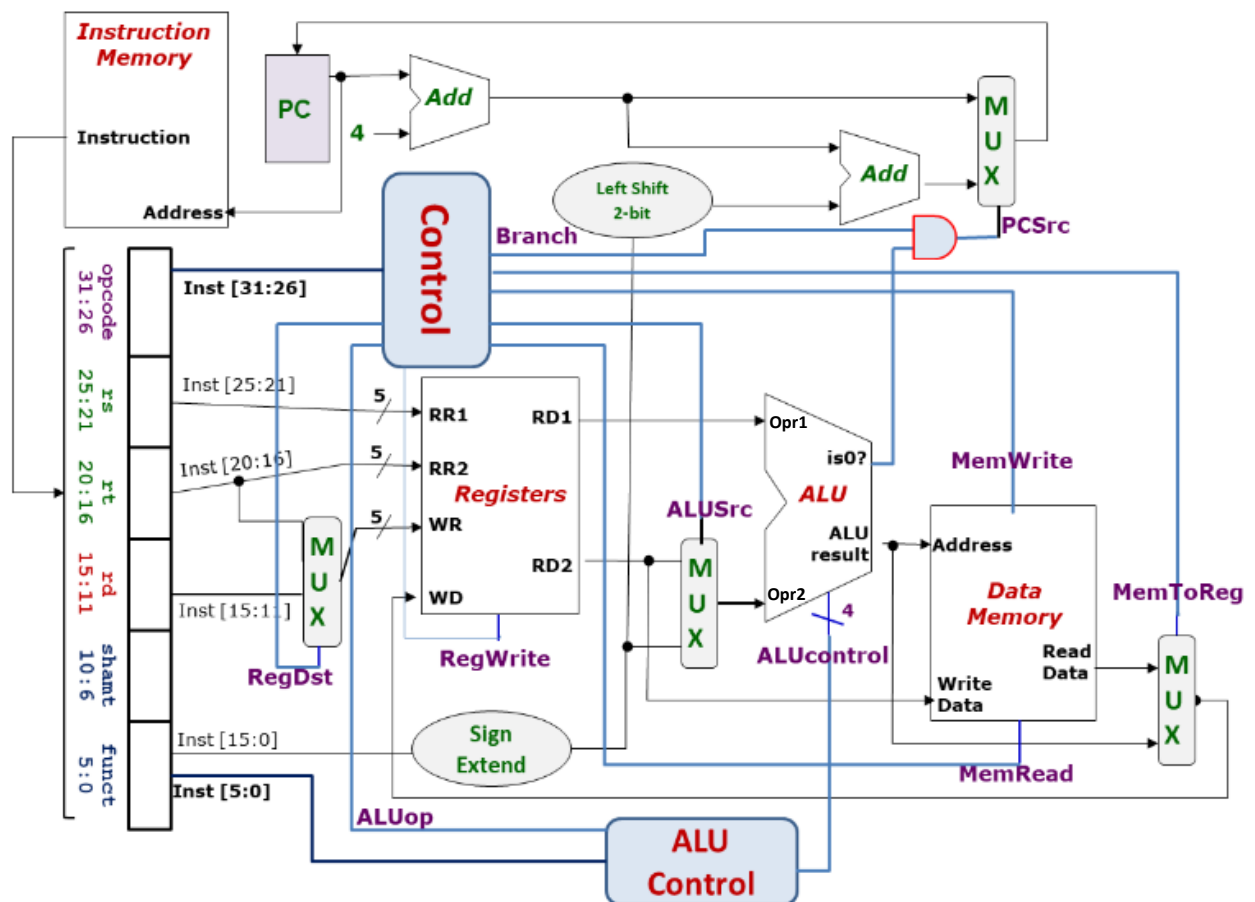 Instruction
Memory
Instruction
Address
PC
4
Add
Add
M
U
X
Left Shift
2-bit
PCSrc
Control
Branch
opcode
31:26
rs
25:21
rt
20:16
rd
15:11
shamt
10:6
funct
5:0
Inst [31:26]
Inst [25:21]
Inst [20:16]
Inst [15:11]
Inst [15:0]
Inst [5:0]
5
5
5
M
U
X
RegDst
RR1
RR2
WR
WD
RD1
RD2
Registers
RegWrite
Sign
Extend
ALUSrc
M
U
X
Opr1
Opr2
is0?
ALU
ALU
result
4
ALUcontrol
MemWrite
Address
Data
Memory
Read
Data
Write
Data
MemRead
MemToReg
M
U
X
ALUop
ALU
Control